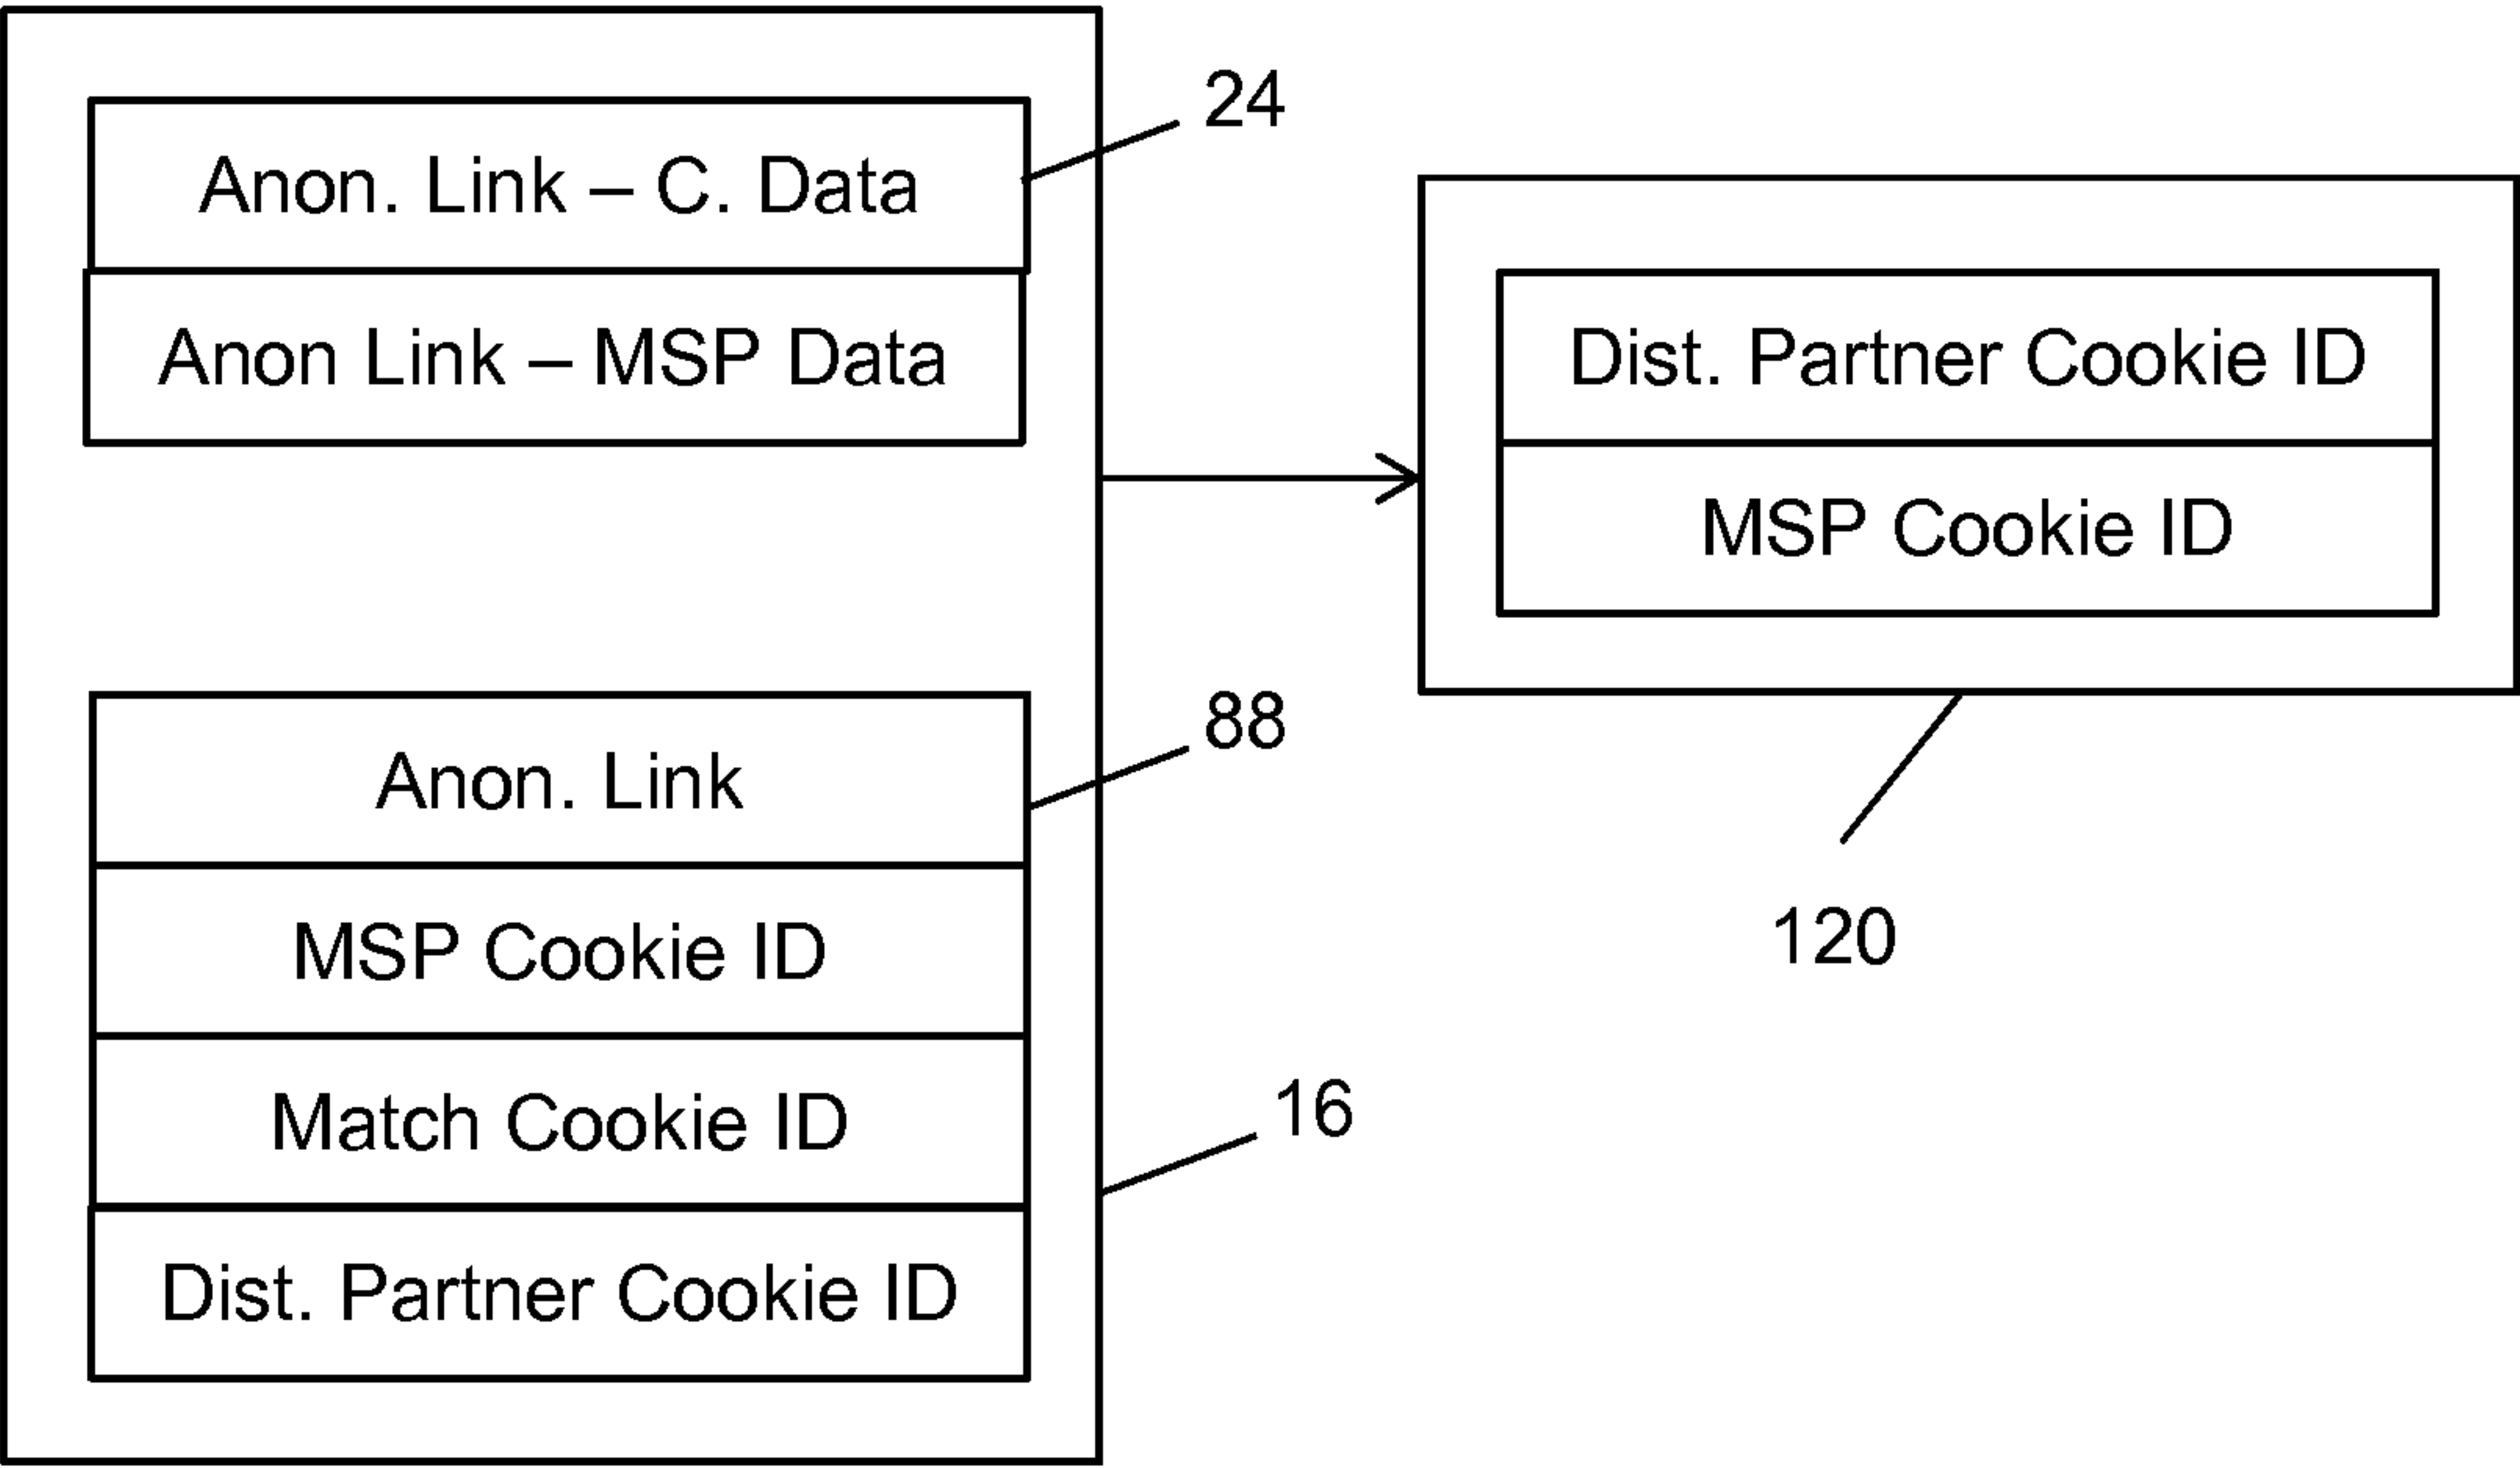 24
Anon. Link – C. Data
Anon Link – MSP Data
Dist. Partner Cookie ID
MSP Cookie ID
88
Anon. Link
MSP Cookie ID
120
Match Cookie ID
16
Dist. Partner Cookie ID